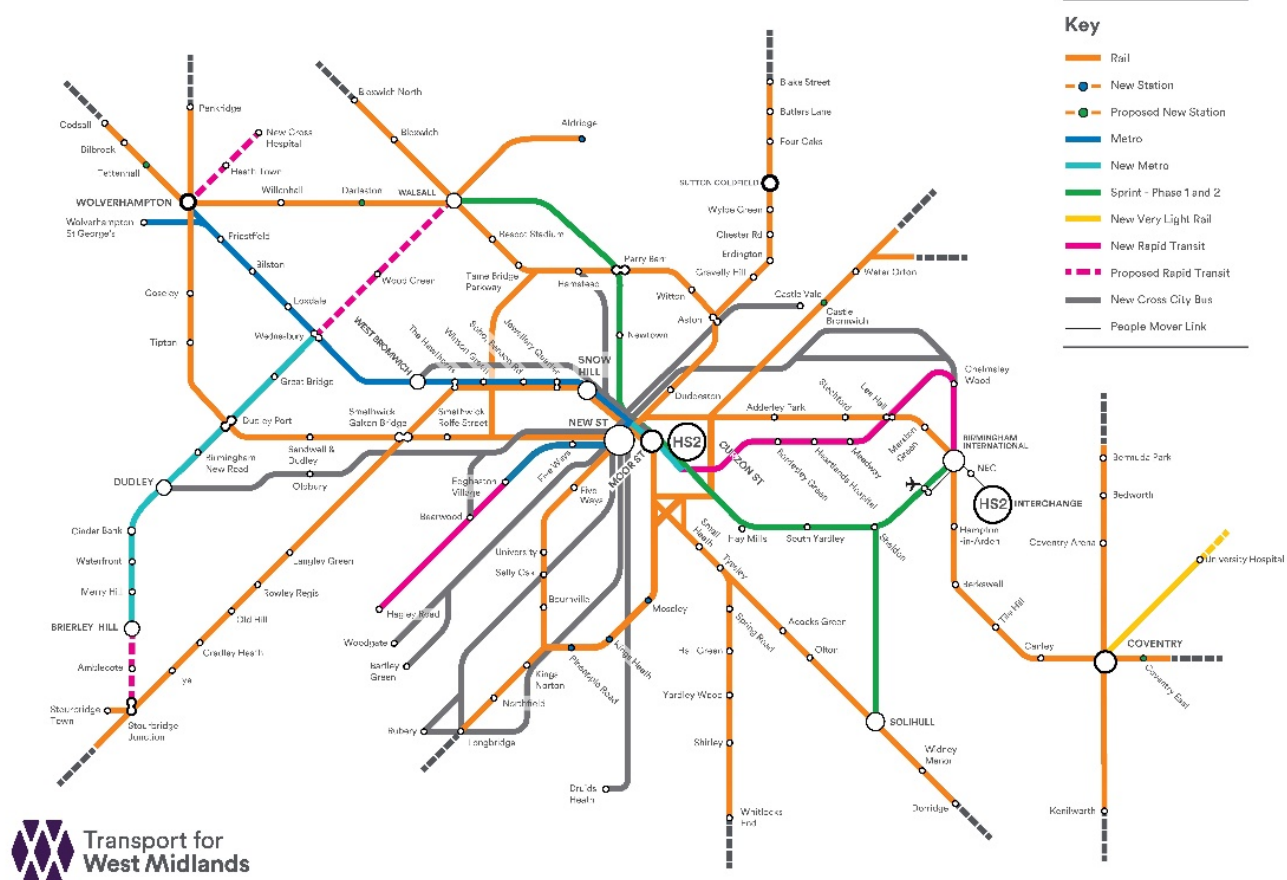 Key
Rail
New Station
Proposed New Station
Metro
New Metro
Sprint - Phase 1 and 2
New Very Light Rail
New Rapid Transit
Proposed Rapid Transit
New Cross City Bus
People Mover Link
Blake Street
Butlers Lane
Four Oaks
SUTTON COLDFIELD
Wylde Green
Chester Rd
Erdington
Gravelly Hill
Bloxwich North
Bloxwich
Aldridge
Penkridge
Codsall
Bilbrook
Tettenhall
New Cross
Hospital
Heath Town
WOLVERHAMPTON
Willenhall
Darlaston
WALSALL
Wolverhampton
St George's
Priestfield
Bilston
Loxdale
Wednesbury
Wood Green
Bescot Stadium
Tame Bridge
Parkway
Hamstead
Perry Barr
Witton
Aston
Newtown
Castle Vale
Castle
Bromwich
Water Orton
Coseley
Tipton
Great Bridge
Dudley Port
WEST BROMWICH
The Hawthorns
Winson Green
Soho, Benson Rd
Jewellery Quarter
SNOW
HILL
Duddeston
Chelmsley
Wood
Smethwick
Galton Bridge
Smethwick
Rolfe Street
NEW ST
MOOR ST
HS2
CURZON ST
Adderley Park
Stechford
Lea Hall
Marston
Green
BIRMINGHAM
INTERNATIONAL
NEC
HS2
INTERCHANGE
Sandwell &
Dudley
Oldbury
Birmingham
New Road
DUDLEY
Edgbaston
Village
Five Ways
Five
Ways
Bearwood
Bordesley Green
Heartlands Hospital
Meadway
Cinder Bank
Waterfront
Merry Hill
BRIERLEY HILL
Amblecote
Stourbridge
Town
Stourbridge
Junction
Lye
Cradley Heath
Old Hill
Rowley Regis
Langley Green
Hagley Road
Woodgate
Bartley
Green
Rubery
Longbridge
Northfield
Kings
Norton
University
Selly Oak
Bournville
Pineapple Road
Kings Heath
Moseley
Druids
Heath
Small
Heath
Tyseley
Hay Mills
South Yardley
Sheldon
Spring Road
Hall Green
Yardley Wood
Shirley
Whitlocks
End
Acocks Green
Olton
SOLIHULL
Widney
Manor
Dorridge
Hampton
-in-Arden
Berkswell
Tile Hill
Canley
COVENTRY
Coventry East
Bermuda Park
Bedworth
Coventry Arena
University Hospital
Kenilworth
Transport for
West Midlands